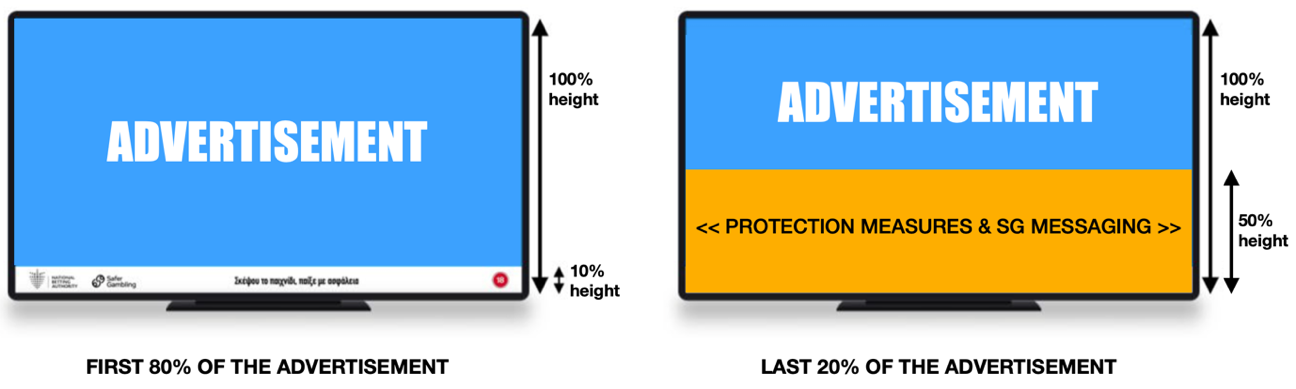 ADVERTISEMENT
100%
height
NATIONAL
BETTING
AUTHORITY
Safer
Gambling
Σκέψου το παιχνίδι, παίξε με ασφάλεια
18
10%
height
FIRST 80% OF THE ADVERTISEMENT
ADVERTISEMENT
100%
height
<< PROTECTION MEASURES & SG MESSAGING >>
50%
height
LAST 20% OF THE ADVERTISEMENT